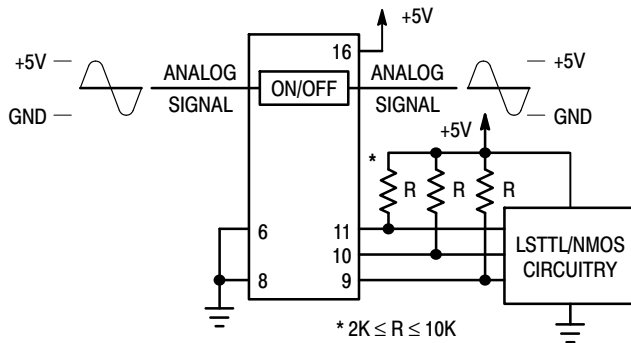 +5V
16
+5V
ANALOG
SIGNAL
ON/OFF
ANALOG
SIGNAL
+5V
GND
GND
+5V
*
R
R
R
6
11
LSTTL/NMOS
CIRCUITRY
10
8
9
* 2K ≤ R ≤ 10K